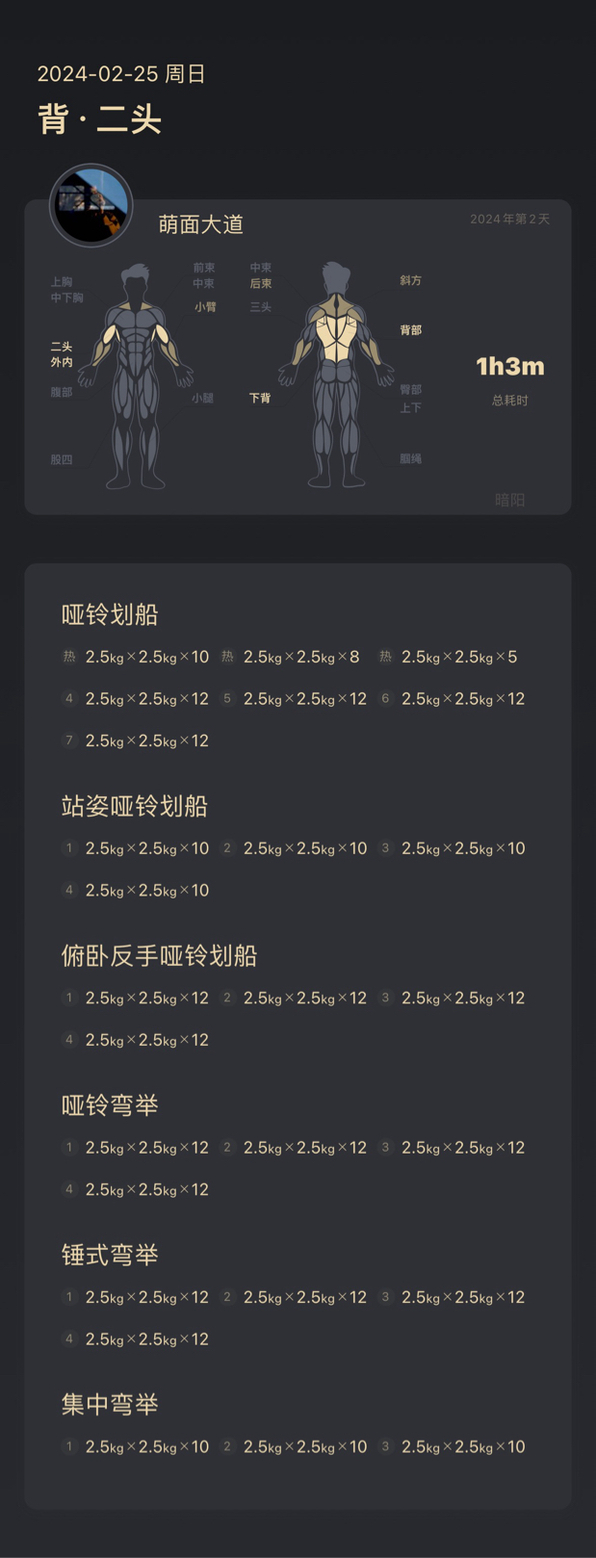 2024-02-25 周日
背 · 二头
萌面大道
2024年第2天
前束 中束
上胸 中束 后束 斜方
中下胸
小臂 三头
背部
二头
外内
1h3m
腹部 小腿 下背 臀部
总耗时
上下
股四 腘绳
暗阳
哑铃划船
热 2.5kg×2.5kg×10 热 2.5kg×2.5kg×8 热 2.5kg×2.5kg×5
4 2.5kg×2.5kg×12 5 2.5kg×2.5kg×12 6 2.5kg×2.5kg×12
7 2.5kg×2.5kg×12
站姿哑铃划船
1 2.5kg×2.5kg×10 2 2.5kg×2.5kg×10 3 2.5kg×2.5kg×10
4 2.5kg×2.5kg×10
俯卧反手哑铃划船
1 2.5kg×2.5kg×12 2 2.5kg×2.5kg×12 3 2.5kg×2.5kg×12
4 2.5kg×2.5kg×12
哑铃弯举
1 2.5kg×2.5kg×12 2 2.5kg×2.5kg×12 3 2.5kg×2.5kg×12
4 2.5kg×2.5kg×12
锤式弯举
1 2.5kg×2.5kg×12 2 2.5kg×2.5kg×12 3 2.5kg×2.5kg×12
4 2.5kg×2.5kg×12
集中弯举
1 2.5kg×2.5kg×10 2 2.5kg×2.5kg×10 3 2.5kg×2.5kg×10